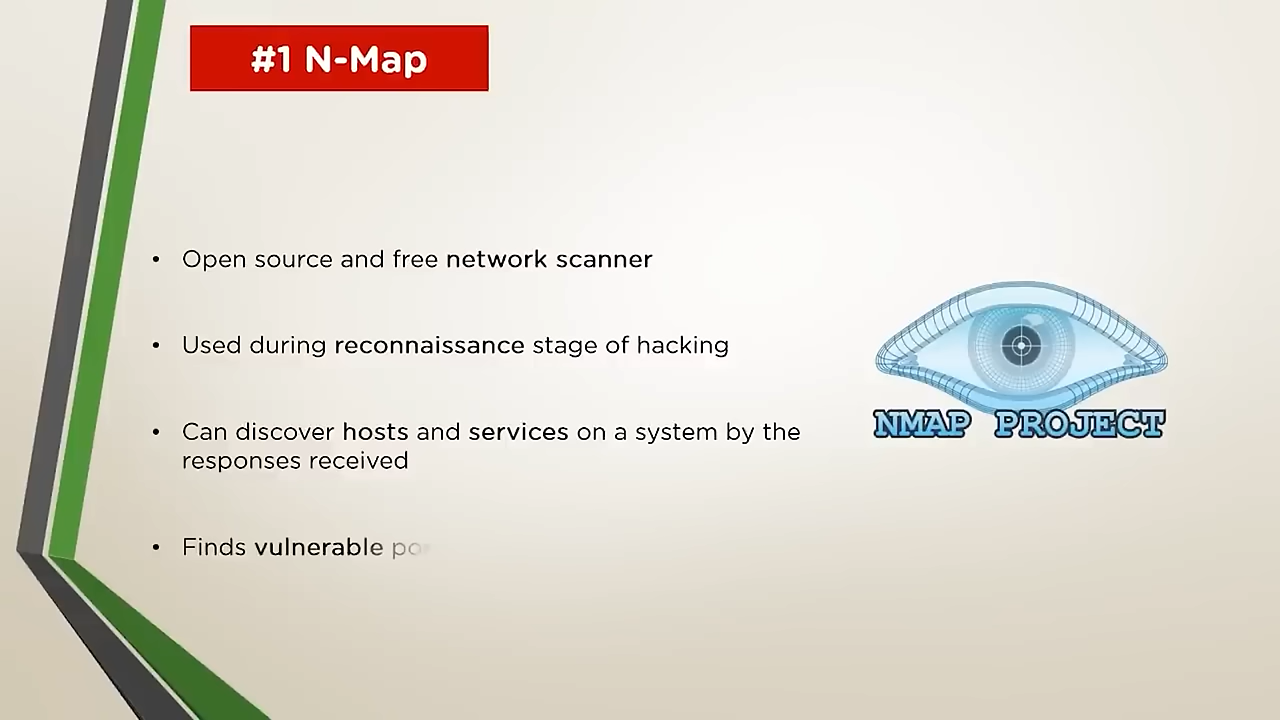 #1 N-Map
• Open source and free network scanner
• Used during reconnaissance stage of hacking
• Can discover hosts and services on a system by the
responses received
• Finds vulnerable
NMAP PROJECT